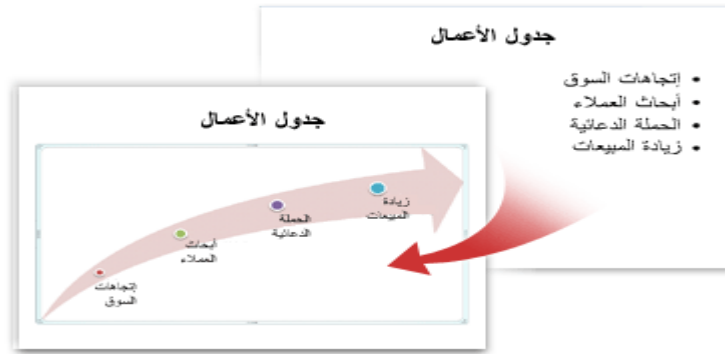 جدول الأعمال
• إتجاهات السوق
• أبحاث العملاء
• الحملة الدعائية
• زيادة المبيعات
جدول الأعمال
زيادة
المبيعات
الحملة
الدعائية
أبحاث
العملاء
إتجاهات
السوق